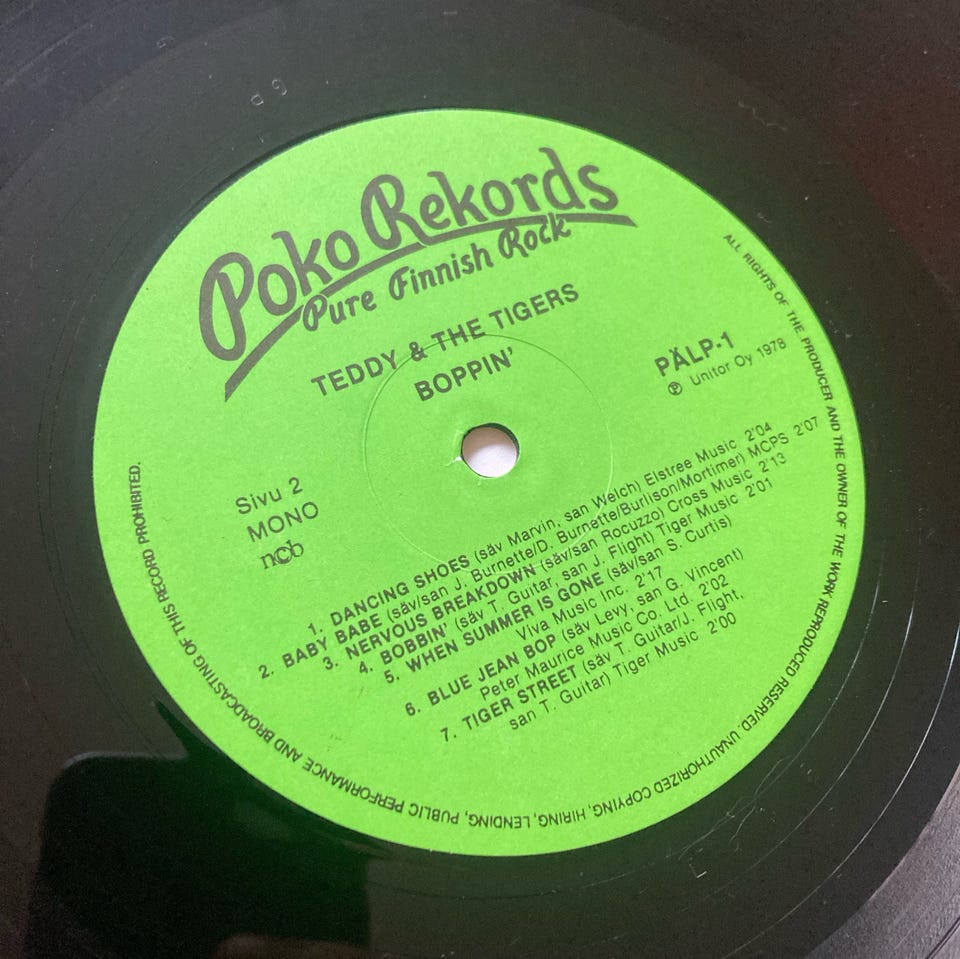 Poko Rekords
Pure Finnish Rock
TEDDY & THE TIGERS
BOPPIN'
PÄLP-1
℗ Unitor Oy 1978
Sivu 2
MONO
ncb
1. DANCING SHOES (säv Marvin, san Welch) Elstree Music 2'04
2. BABY BABE (säv/san J. Burnette/D. Burnette/Burlison/Mortimer) MCPS 2'07
3. NERVOUS BREAKDOWN (säv/san Rocuzzo) Cross Music 2'13
4. BOBBIN' (säv T. Guitar, san J. Flight) Tiger Music 2'01
5. WHEN SUMMER IS GONE (säv/san S. Curtis)
Viva Music Inc. 2'17
6. BLUE JEAN BOP (säv Levy, san G. Vincent)
Peter Maurice Music Co. Ltd. 2'02
7. TIGER STREET (säv T. Guitar/J. Flight,
san T. Guitar) Tiger Music 2'00
ALL RIGHTS OF THE PRODUCER AND THE OWNER OF THE WORK REPRODUCED RESERVED. UNAUTHORIZED COPYING, HIRING, LENDING, PUBLIC PERFORMANCE AND BROADCASTING OF THIS RECORD PROHIBITED.